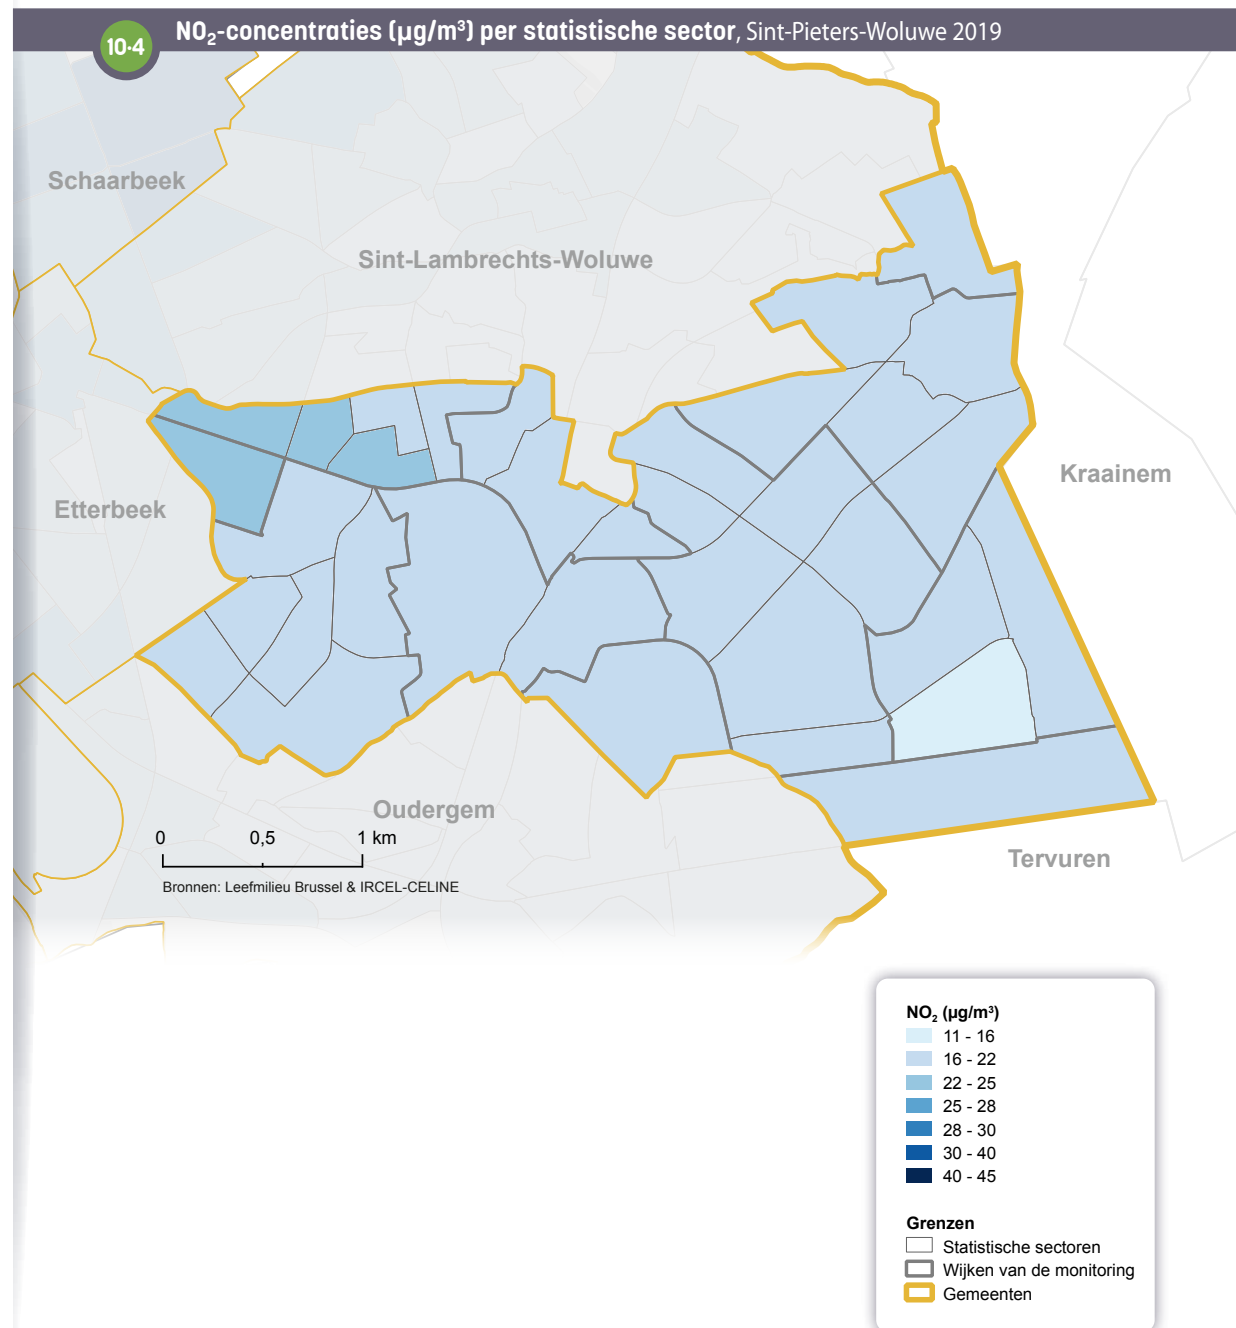 10·4
NO₂-concentraties (µg/m³) per statistische sector, Sint-Pieters-Woluwe 2019
Schaarbeek
Sint-Lambrechts-Woluwe
Kraainem
Etterbeek
Oudergem
0 0,5 1 km
Bronnen: Leefmilieu Brussel & IRCEL-CELINE
Tervuren
NO₂ (µg/m³)
11 - 16
16 - 22
22 - 25
25 - 28
28 - 30
30 - 40
40 - 45
Grenzen
Statistische sectoren
Wijken van de monitoring
Gemeenten